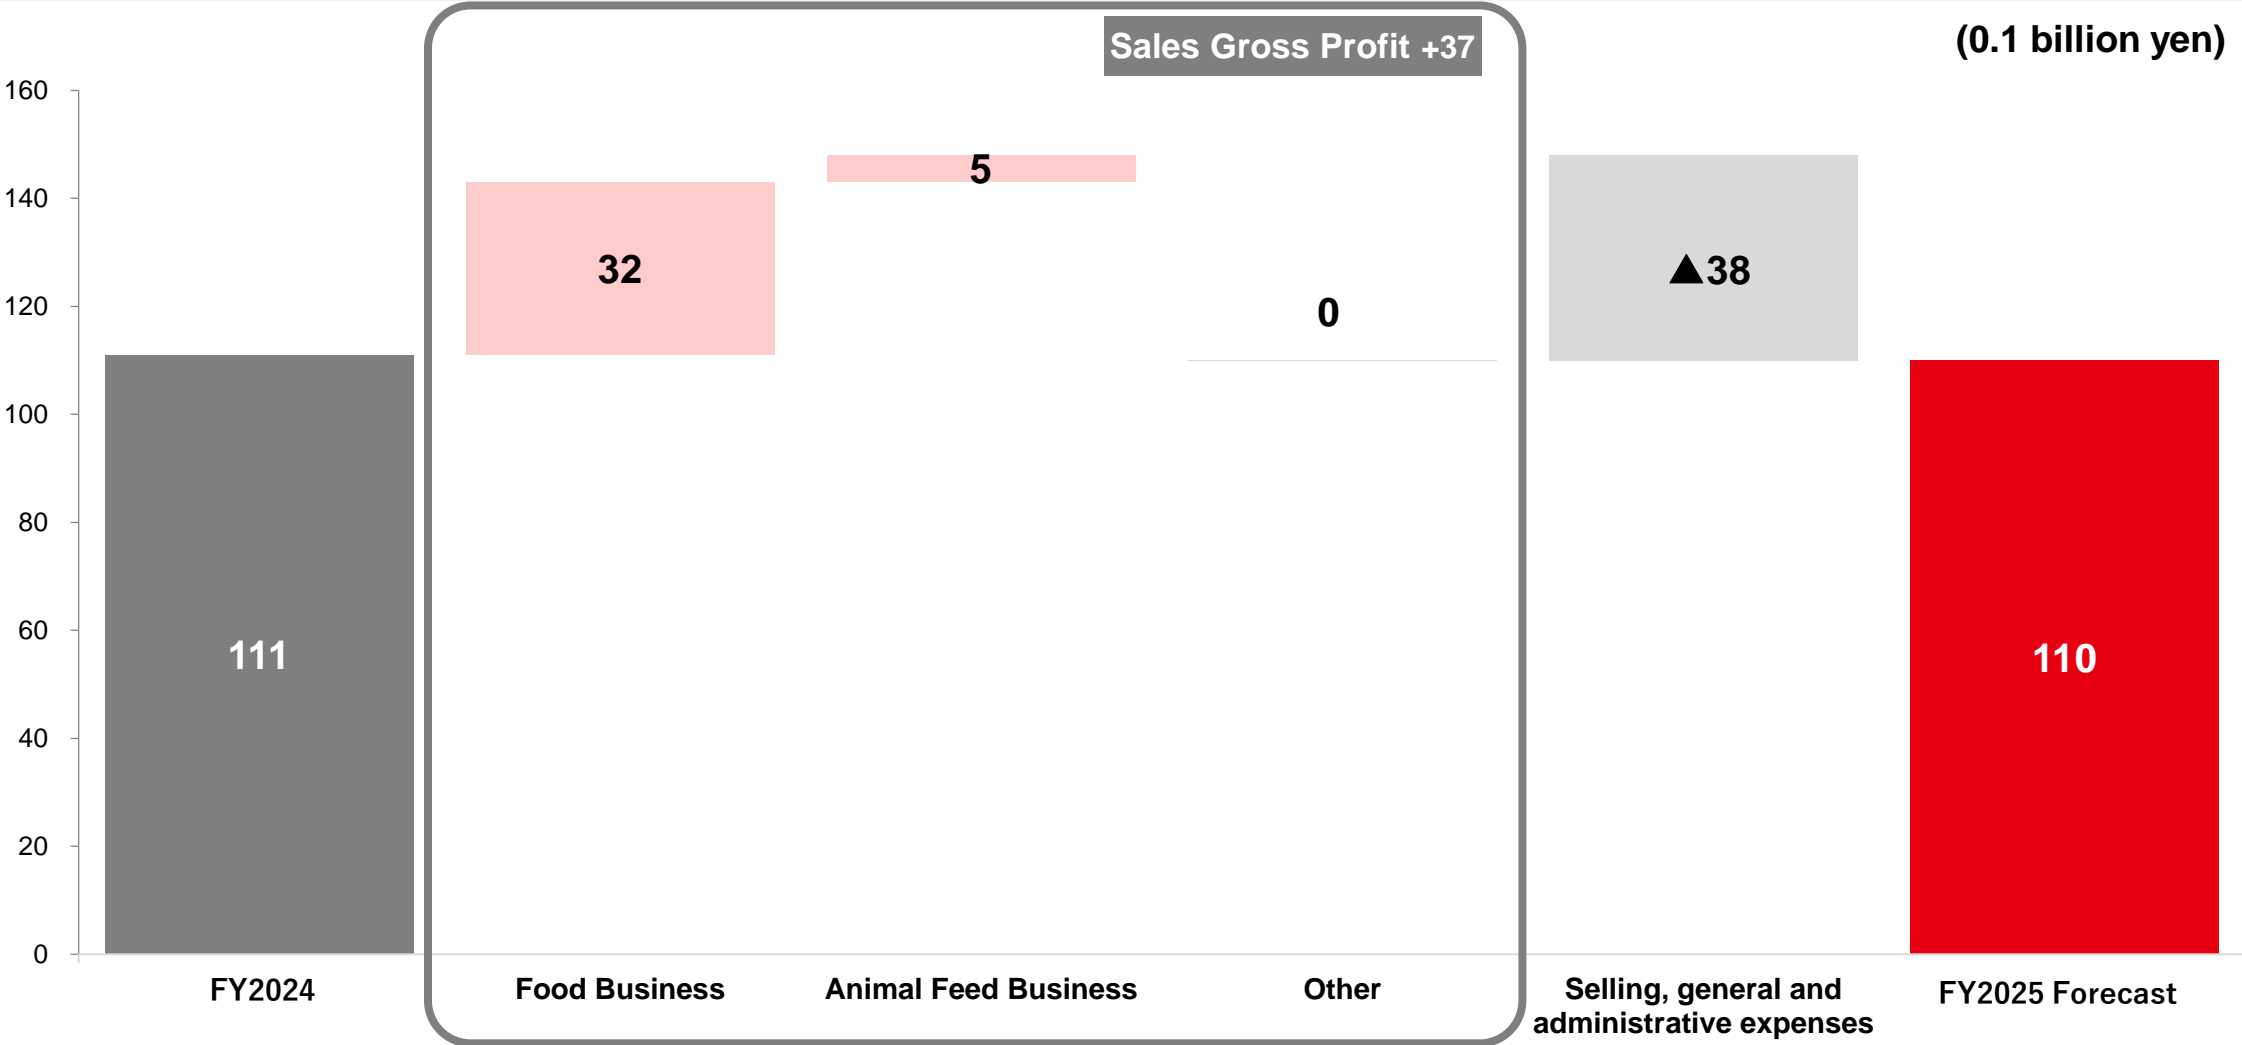 Sales Gross Profit +37
(0.1 billion yen)
160
140
120
100
80
60
40
20
0
111
32
5
0
▲38
110
FY2024
Food Business
Animal Feed Business
Other
Selling, general and
administrative expenses
FY2025 Forecast